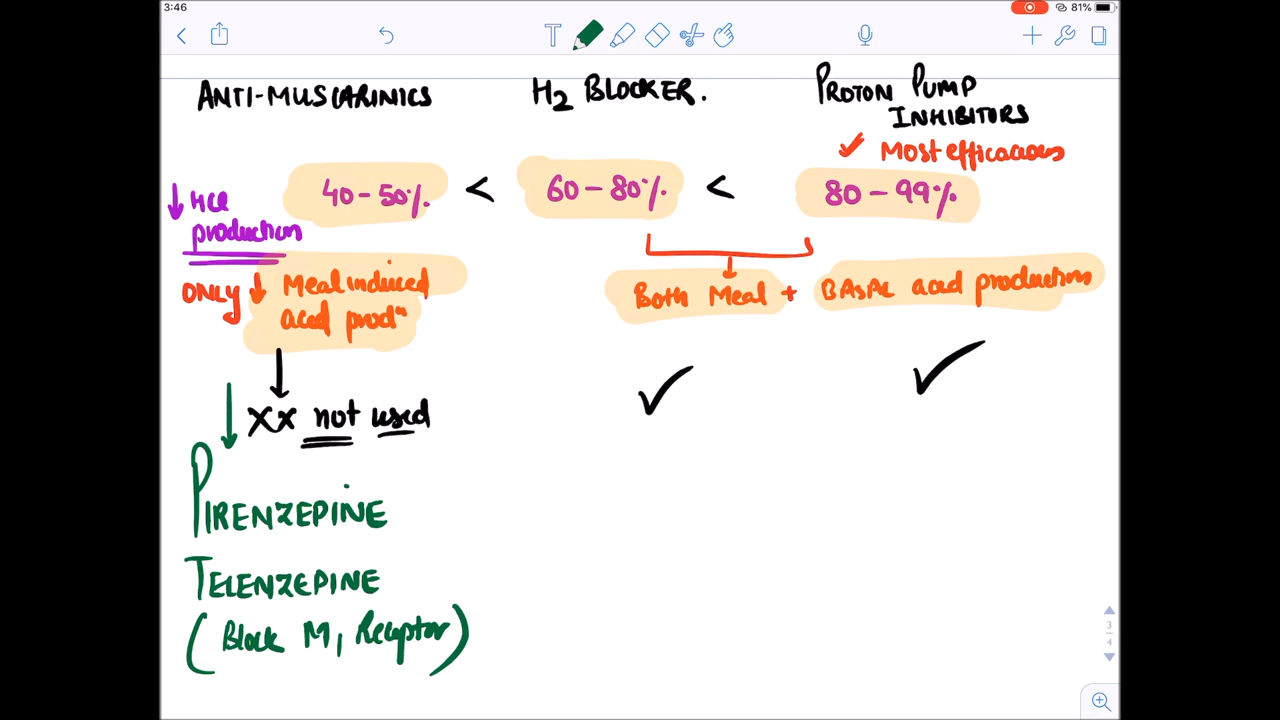 3:46
81%
T
ANTI-MUSCARINICS
H2 BLOCKER.
PROTON PUMP
INHIBITORS
✓ Most efficacious
↓ HCl
production
40-50% < 60-80% < 80-99%
ONLY ↓ Meal induced
acid prodⁿ
Both Meal + BASAL acid production
XX not used
✓ ✓
PIRENZEPINE
TELENZEPINE
(Block M1 Receptor)
3
4